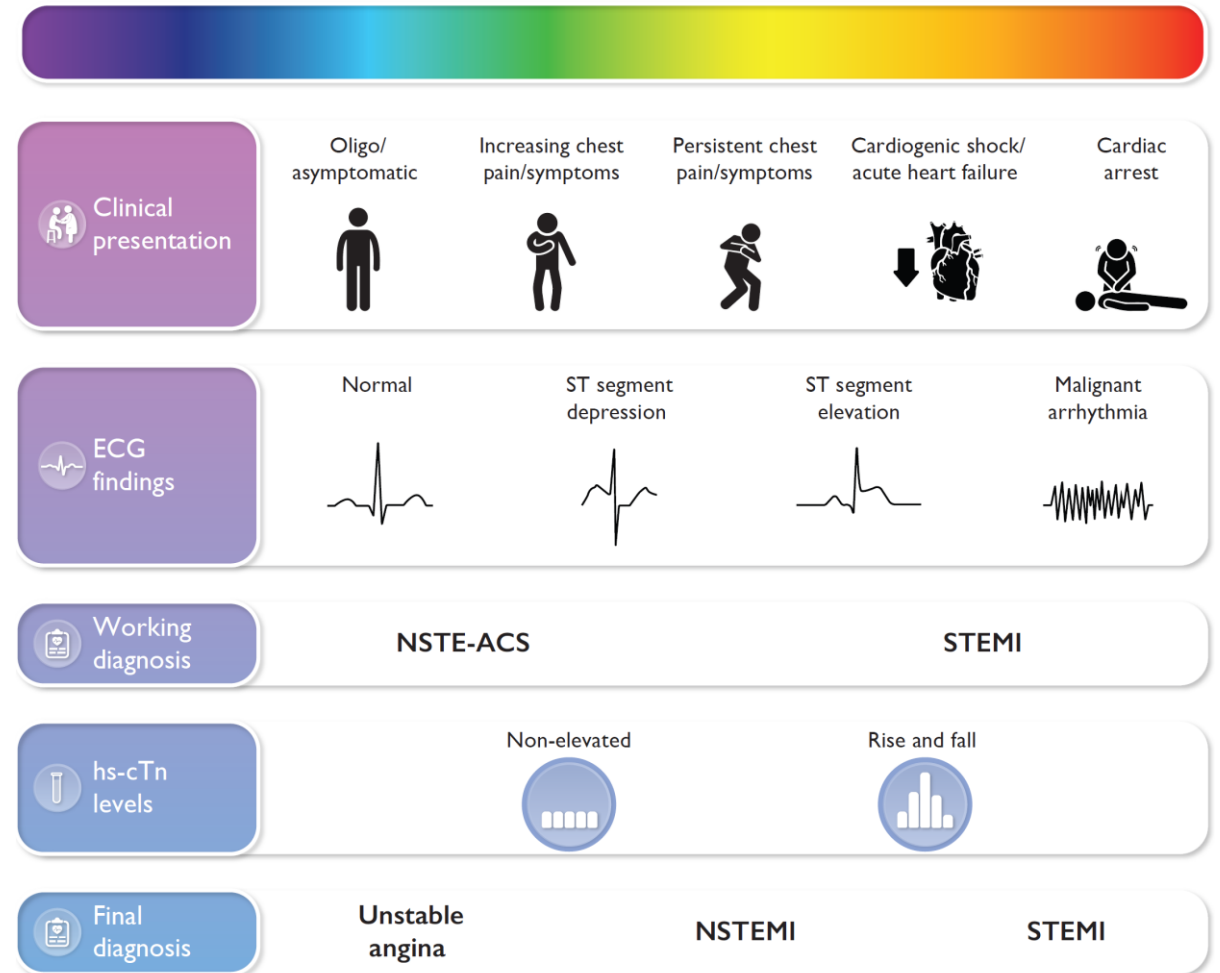 Clinical
presentation
Oligo/
asymptomatic
Increasing chest
pain/symptoms
Persistent chest
pain/symptoms
Cardiogenic shock/
acute heart failure
Cardiac
arrest
ECG
findings
Normal
ST segment
depression
ST segment
elevation
Malignant
arrhythmia
Working
diagnosis
NSTE-ACS
STEMI
hs-cTn
levels
Non-elevated
Rise and fall
Final
diagnosis
Unstable
angina
NSTEMI
STEMI